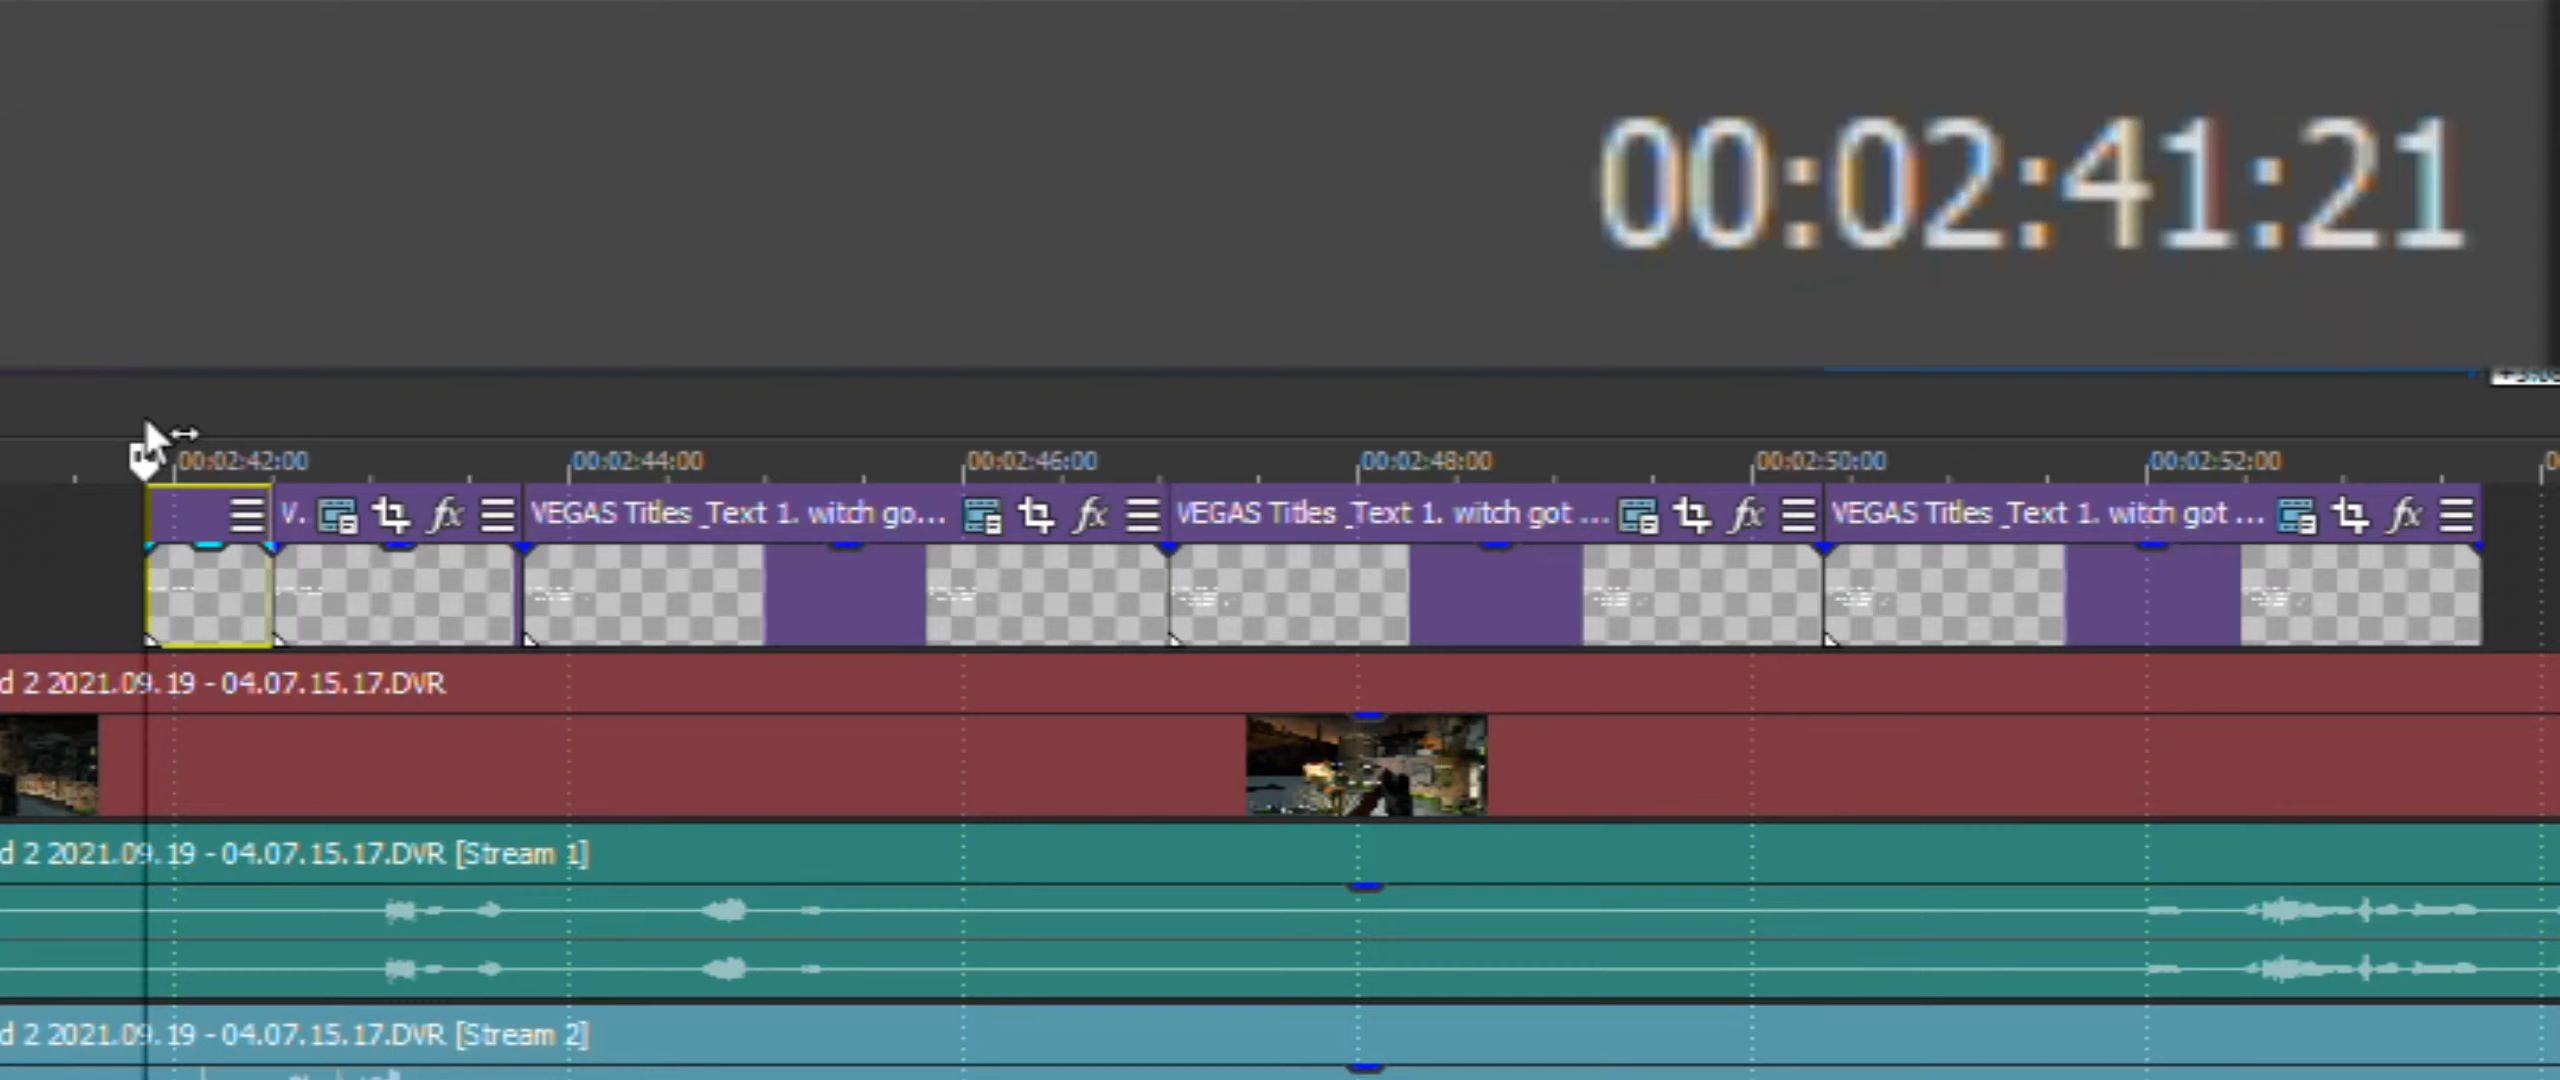 00:02:41:21
00:02:42:00 00:02:44:00 00:02:46:00 00:02:48:00 00:02:50:00 00:02:52:00
V. fx VEGAS Titles _Text 1. witch go... fx VEGAS Titles _Text 1. witch got ... fx VEGAS Titles _Text 1. witch got ... fx
d 2 2021.09.19 - 04.07.15.17.DVR
d 2 2021.09.19 - 04.07.15.17.DVR [Stream 1]
d 2 2021.09.19 - 04.07.15.17.DVR [Stream 2]